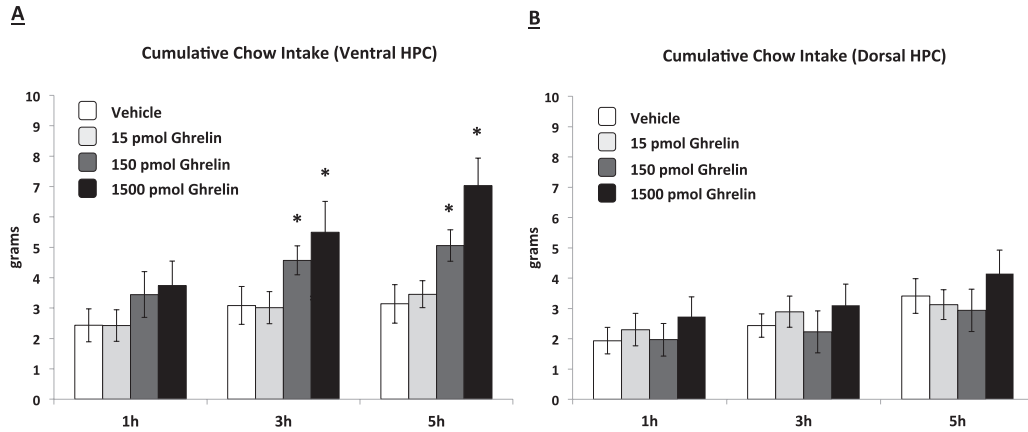 A
Cumulative Chow Intake (Ventral HPC)
10
9
8
7
6
5
4
3
2
1
0
grams
Vehicle
15 pmol Ghrelin
150 pmol Ghrelin
1500 pmol Ghrelin
*
*
*
*
1h
3h
5h
B
Cumulative Chow Intake (Dorsal HPC)
10
9
8
7
6
5
4
3
2
1
0
grams
Vehicle
15 pmol Ghrelin
150 pmol Ghrelin
1500 pmol Ghrelin
1h
3h
5h